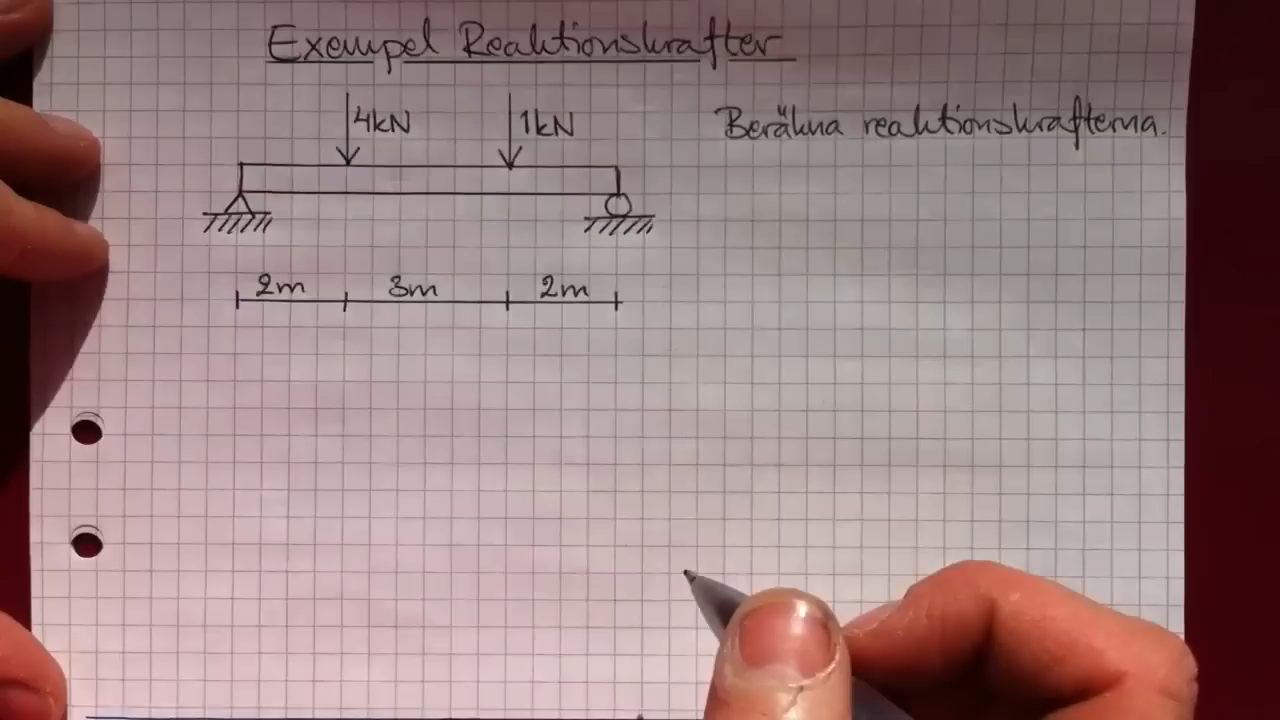 Exempel Reaktionskrafter
4kN 1kN
Beräkna reaktionskrafterna.
2m 3m 2m